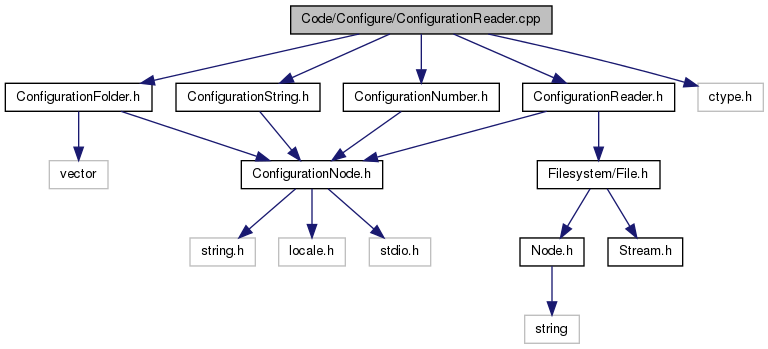 Code/Configure/ConfigurationReader.cpp
ConfigurationFolder.h
ConfigurationString.h
ConfigurationNumber.h
ConfigurationReader.h
ctype.h
vector
ConfigurationNode.h
Filesystem/File.h
string.h
locale.h
stdio.h
Node.h
Stream.h
string